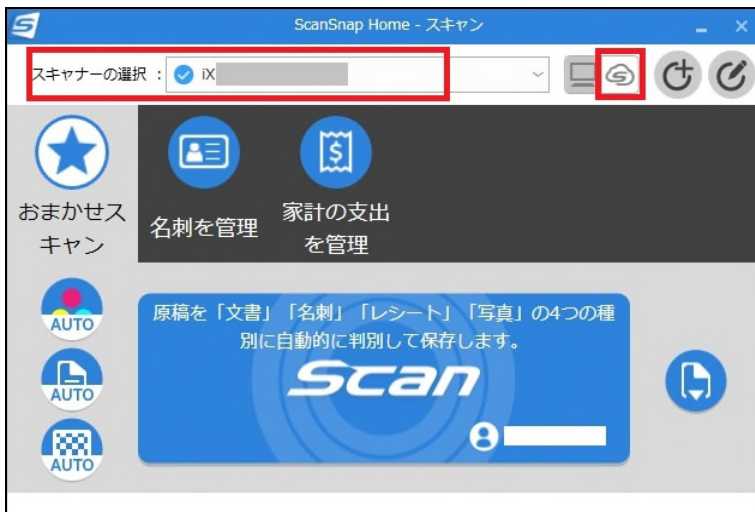 ScanSnap Home - スキャン
スキャナーの選択 : iX
おまかせス
キャン
名刺を管理
家計の支出
を管理
AUTO
AUTO
AUTO
原稿を「文書」「名刺」「レシート」「写真」の4つの種
別に自動的に判別して保存します。
Scan